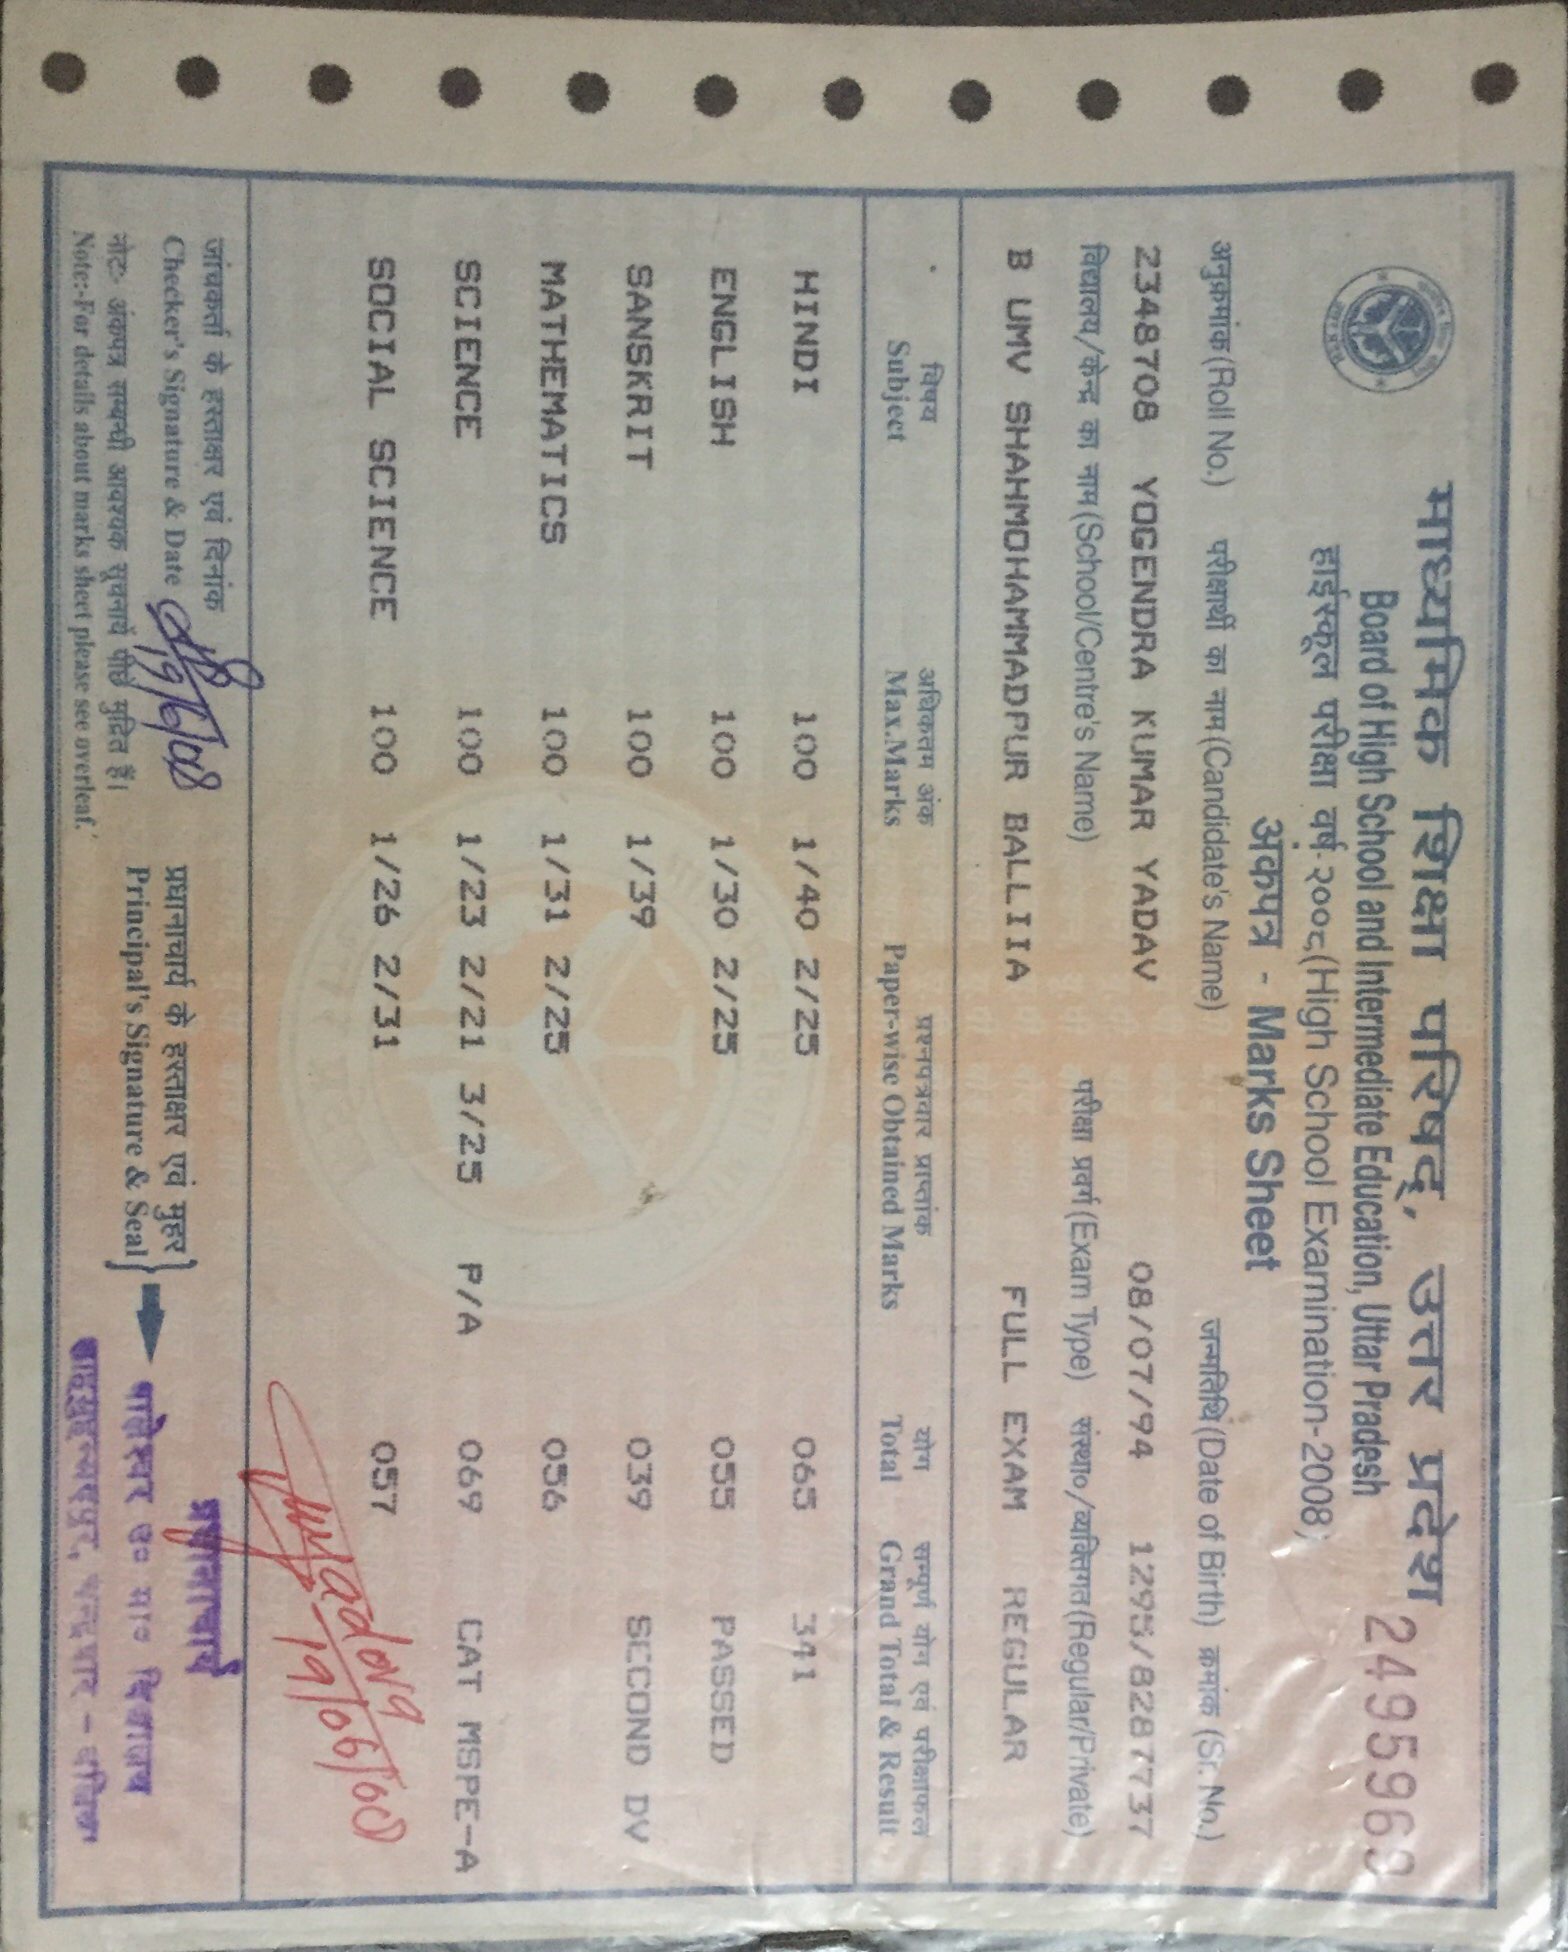 माध्यमिक शिक्षा परिषद्, उत्तर प्रदेश
2495969
Board of High School and Intermediate Education, Uttar Pradesh
हाईस्कूल परीक्षा वर्ष-२००८(High School Examination-2008)
अंकपत्र - Marks Sheet
अनुक्रमांक(Roll No.) परीक्षार्थी का नाम(Candidate's Name) जन्मतिथि(Date of Birth) क्रमांक (Sr. No.)
2348708 YOGENDRA KUMAR YADAV 08/07/94 1295/8287737
विद्यालय/केन्द्र का नाम(School/Centre's Name) परीक्षा प्रवर्ग(Exam Type) संस्था०/व्यक्तिगत(Regular/Private)
B UMV SHAHMOHAMMADPUR BALLIIA FULL EXAM REGULAR
विषय अधिकतम अंक प्रश्नपत्रवार प्राप्तांक योग सम्पूर्ण योग एवं परीक्षाफल
Subject Max.Marks Paper-wise Obtained Marks Total Grand Total & Result
HINDI 100 1/40 2/25 065 341
ENGLISH 100 1/30 2/25 055 PASSED
SANSKRIT 100 1/39 039 SECOND DV
MATHEMATICS 100 1/31 2/25 056
SCIENCE 100 1/23 2/21 3/25 P/A 069 CAT MSPE-A
SOCIAL SCIENCE 100 1/26 2/31 057
19/06/08
जांचकर्ता के हस्ताक्षर एवं दिनांक
Checker's Signature & Date
19/6/08
प्रधानाचार्य के हस्ताक्षर एवं मुहर
Principal's Signature & Seal
प्रधानाचार्य
उ० मा० विद्यालय
नोट:- अंकपत्र सम्बन्धी आवश्यक सूचनायें पीछे मुद्रित हैं।
Note:-For details about marks sheet please see overleaf.